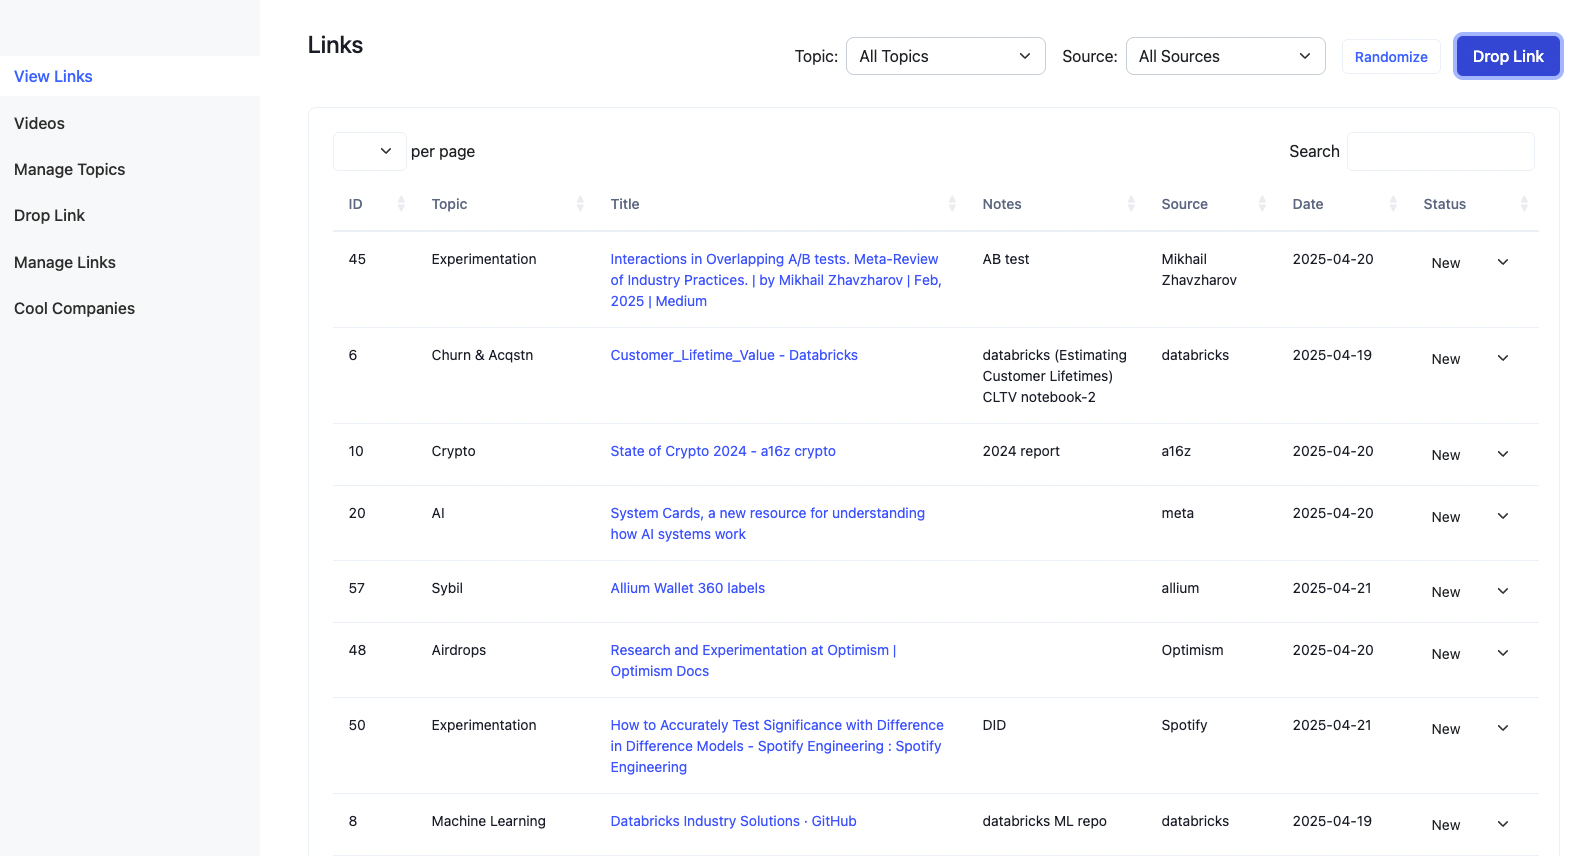 View Links
Videos
Manage Topics
Drop Link
Manage Links
Cool Companies
Links
Topic: All Topics Source: All Sources Randomize Drop Link
per page Search
ID Topic Title Notes Source Date Status
45 Experimentation Interactions in Overlapping A/B tests. Meta-Review AB test Mikhail 2025-04-20 New
of Industry Practices. | by Mikhail Zhavzharov | Feb, Zhavzharov
2025 | Medium
6 Churn & Acqstn Customer_Lifetime_Value - Databricks databricks (Estimating databricks 2025-04-19 New
Customer Lifetimes)
CLTV notebook-2
10 Crypto State of Crypto 2024 - a16z crypto 2024 report a16z 2025-04-20 New
20 AI System Cards, a new resource for understanding meta 2025-04-20 New
how AI systems work
57 Sybil Allium Wallet 360 labels allium 2025-04-21 New
48 Airdrops Research and Experimentation at Optimism | Optimism 2025-04-20 New
Optimism Docs
50 Experimentation How to Accurately Test Significance with Difference DID Spotify 2025-04-21 New
in Difference Models - Spotify Engineering : Spotify
Engineering
8 Machine Learning Databricks Industry Solutions · GitHub databricks ML repo databricks 2025-04-19 New